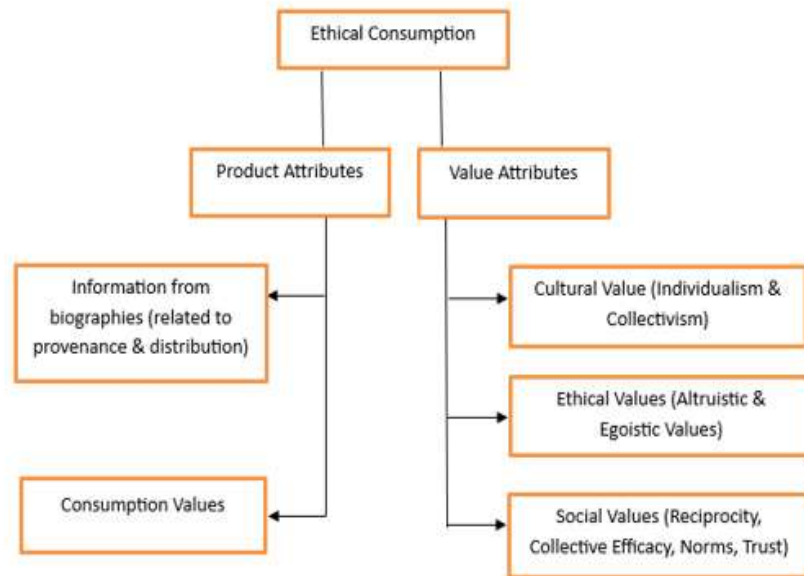 Ethical Consumption
Product Attributes
Value Attributes
Information from
biographies (related to
provenance & distribution)
Consumption Values
Cultural Value (Individualism &
Collectivism)
Ethical Values (Altruistic &
Egoistic Values)
Social Values (Reciprocity,
Collective Efficacy, Norms, Trust)